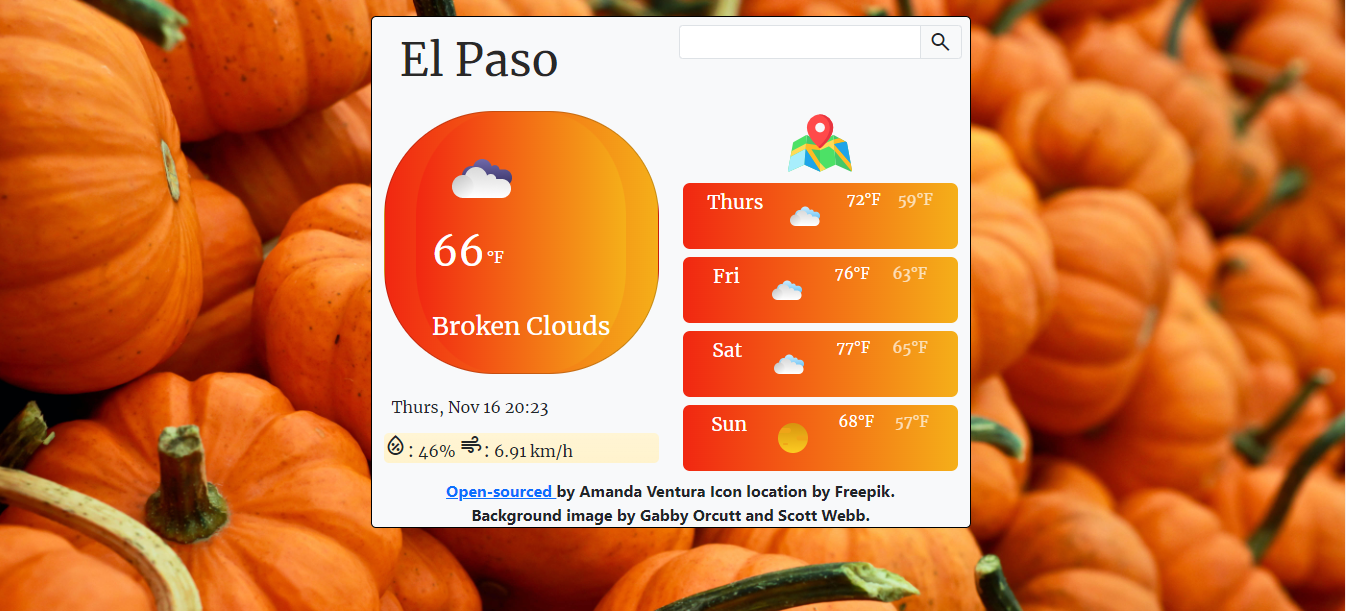 El Paso
66 °F
Broken Clouds
Thurs, Nov 16 20:23
: 46% : 6.91 km/h
Thurs 72°F 59°F
Fri 76°F 63°F
Sat 77°F 65°F
Sun 68°F 57°F
Open-sourced by Amanda Ventura Icon location by Freepik.
Background image by Gabby Orcutt and Scott Webb.